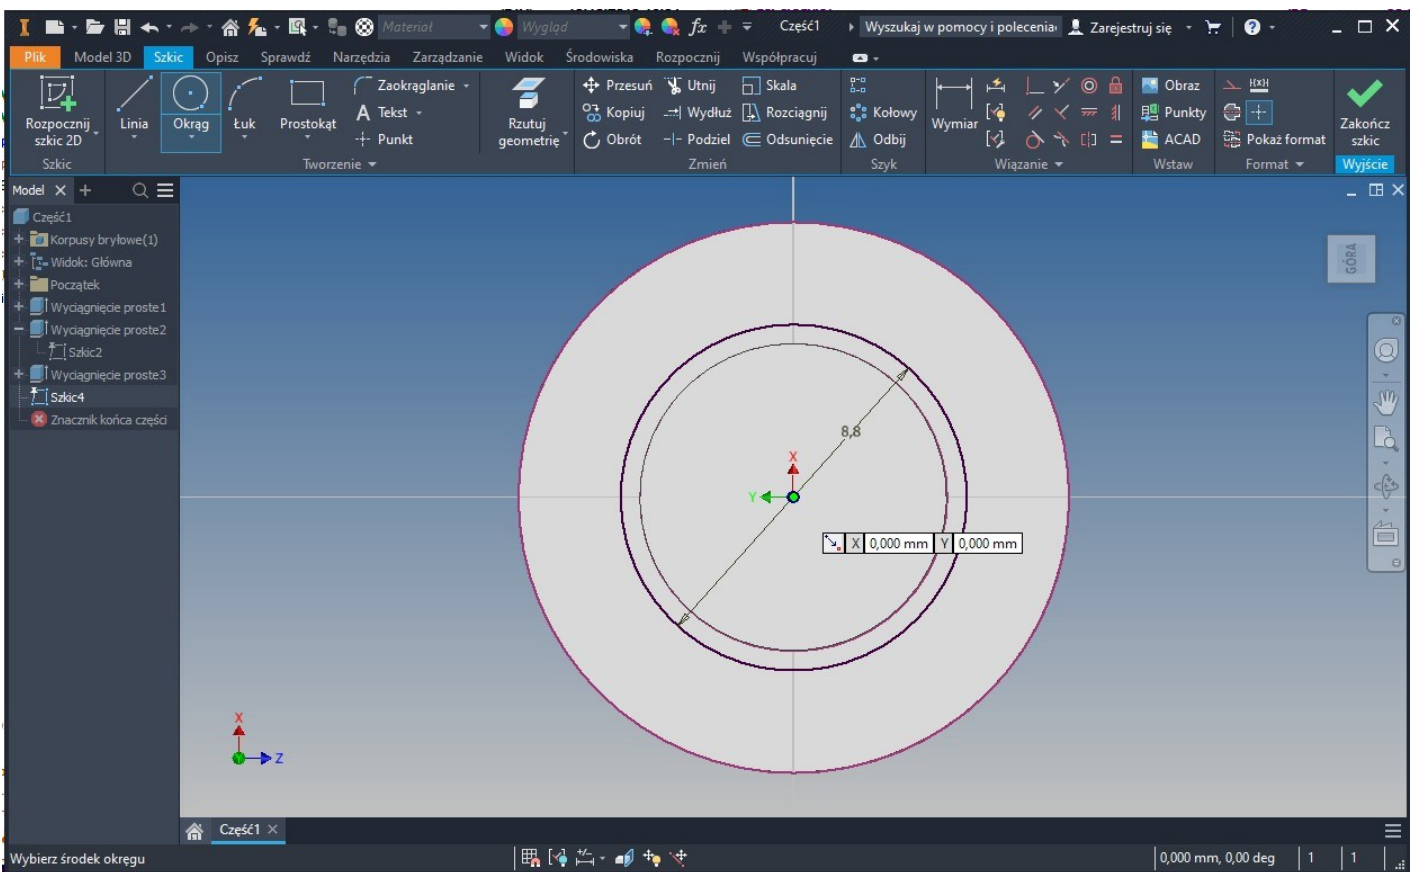 Materiał
Wygląd
fx
Część1
Wyszukaj w pomocy i polecenia
Zarejestruj się
?
Plik
Model 3D
Szkic
Opisz
Sprawdź
Narzędzia
Zarządzanie
Widok
Środowiska
Rozpocznij
Współpracuj
Rozpocznij
szkic 2D
Linia
Okrąg
Łuk
Prostokąt
Zaokrąglanie
A Tekst
Punkt
Rzutuj
geometrię
Przesuń
Kopiuj
Obrót
Utnij
Wydłuż
Podziel
Skala
Rozciągnij
Odsunięcie
Kołowy
Odbij
Wymiar
Obraz
Punkty
ACAD
Pokaż format
Zakończ
szkic
Szkic
Tworzenie
Zmień
Szyk
Wiązanie
Wstaw
Format
Wyjście
Model
Część1
Korpusy bryłowe(1)
Widok: Główna
Początek
Wyciągnięcie proste1
Wyciągnięcie proste2
Szkic2
Wyciągnięcie proste3
Szkic4
Znacznik końca części
GÓRA
8,8
X
Y
X 0,000 mm Y 0,000 mm
X
Z
Część1
Wybierz środek okręgu
0,000 mm, 0,00 deg 1 1